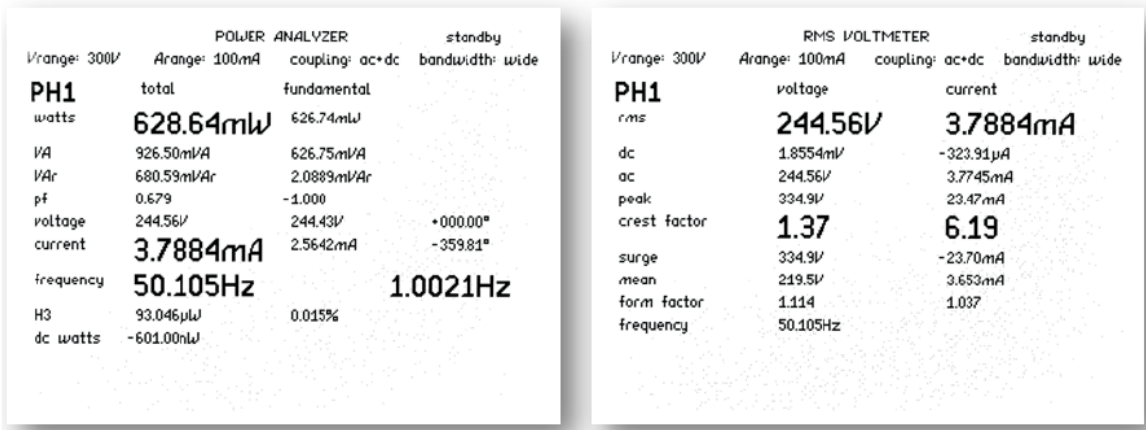 POWER ANALYZER standby
Vrange: 300V Arange: 100mA coupling: ac+dc bandwidth: wide
PH1 total fundamental
watts 628.64mW 626.74mW
VA 926.50mVA 626.75mVA
VAr 680.59mVAr 2.0889mVAr
pf 0.679 -1.000
voltage 244.56V 244.43V +000.00°
current 3.7884mA 2.5642mA -359.81°
frequency 50.105Hz 1.0021Hz
H3 93.046µW 0.015%
dc watts -601.00nW
RMS VOLTMETER standby
Vrange: 300V Arange: 100mA coupling: ac+dc bandwidth: wide
PH1 voltage current
rms 244.56V 3.7884mA
dc 1.8554mV -323.91µA
ac 244.56V 3.7745mA
peak 334.9V 23.47mA
crest factor 1.37 6.19
surge 334.9V -23.70mA
mean 219.5V 3.653mA
form factor 1.114 1.037
frequency 50.105Hz